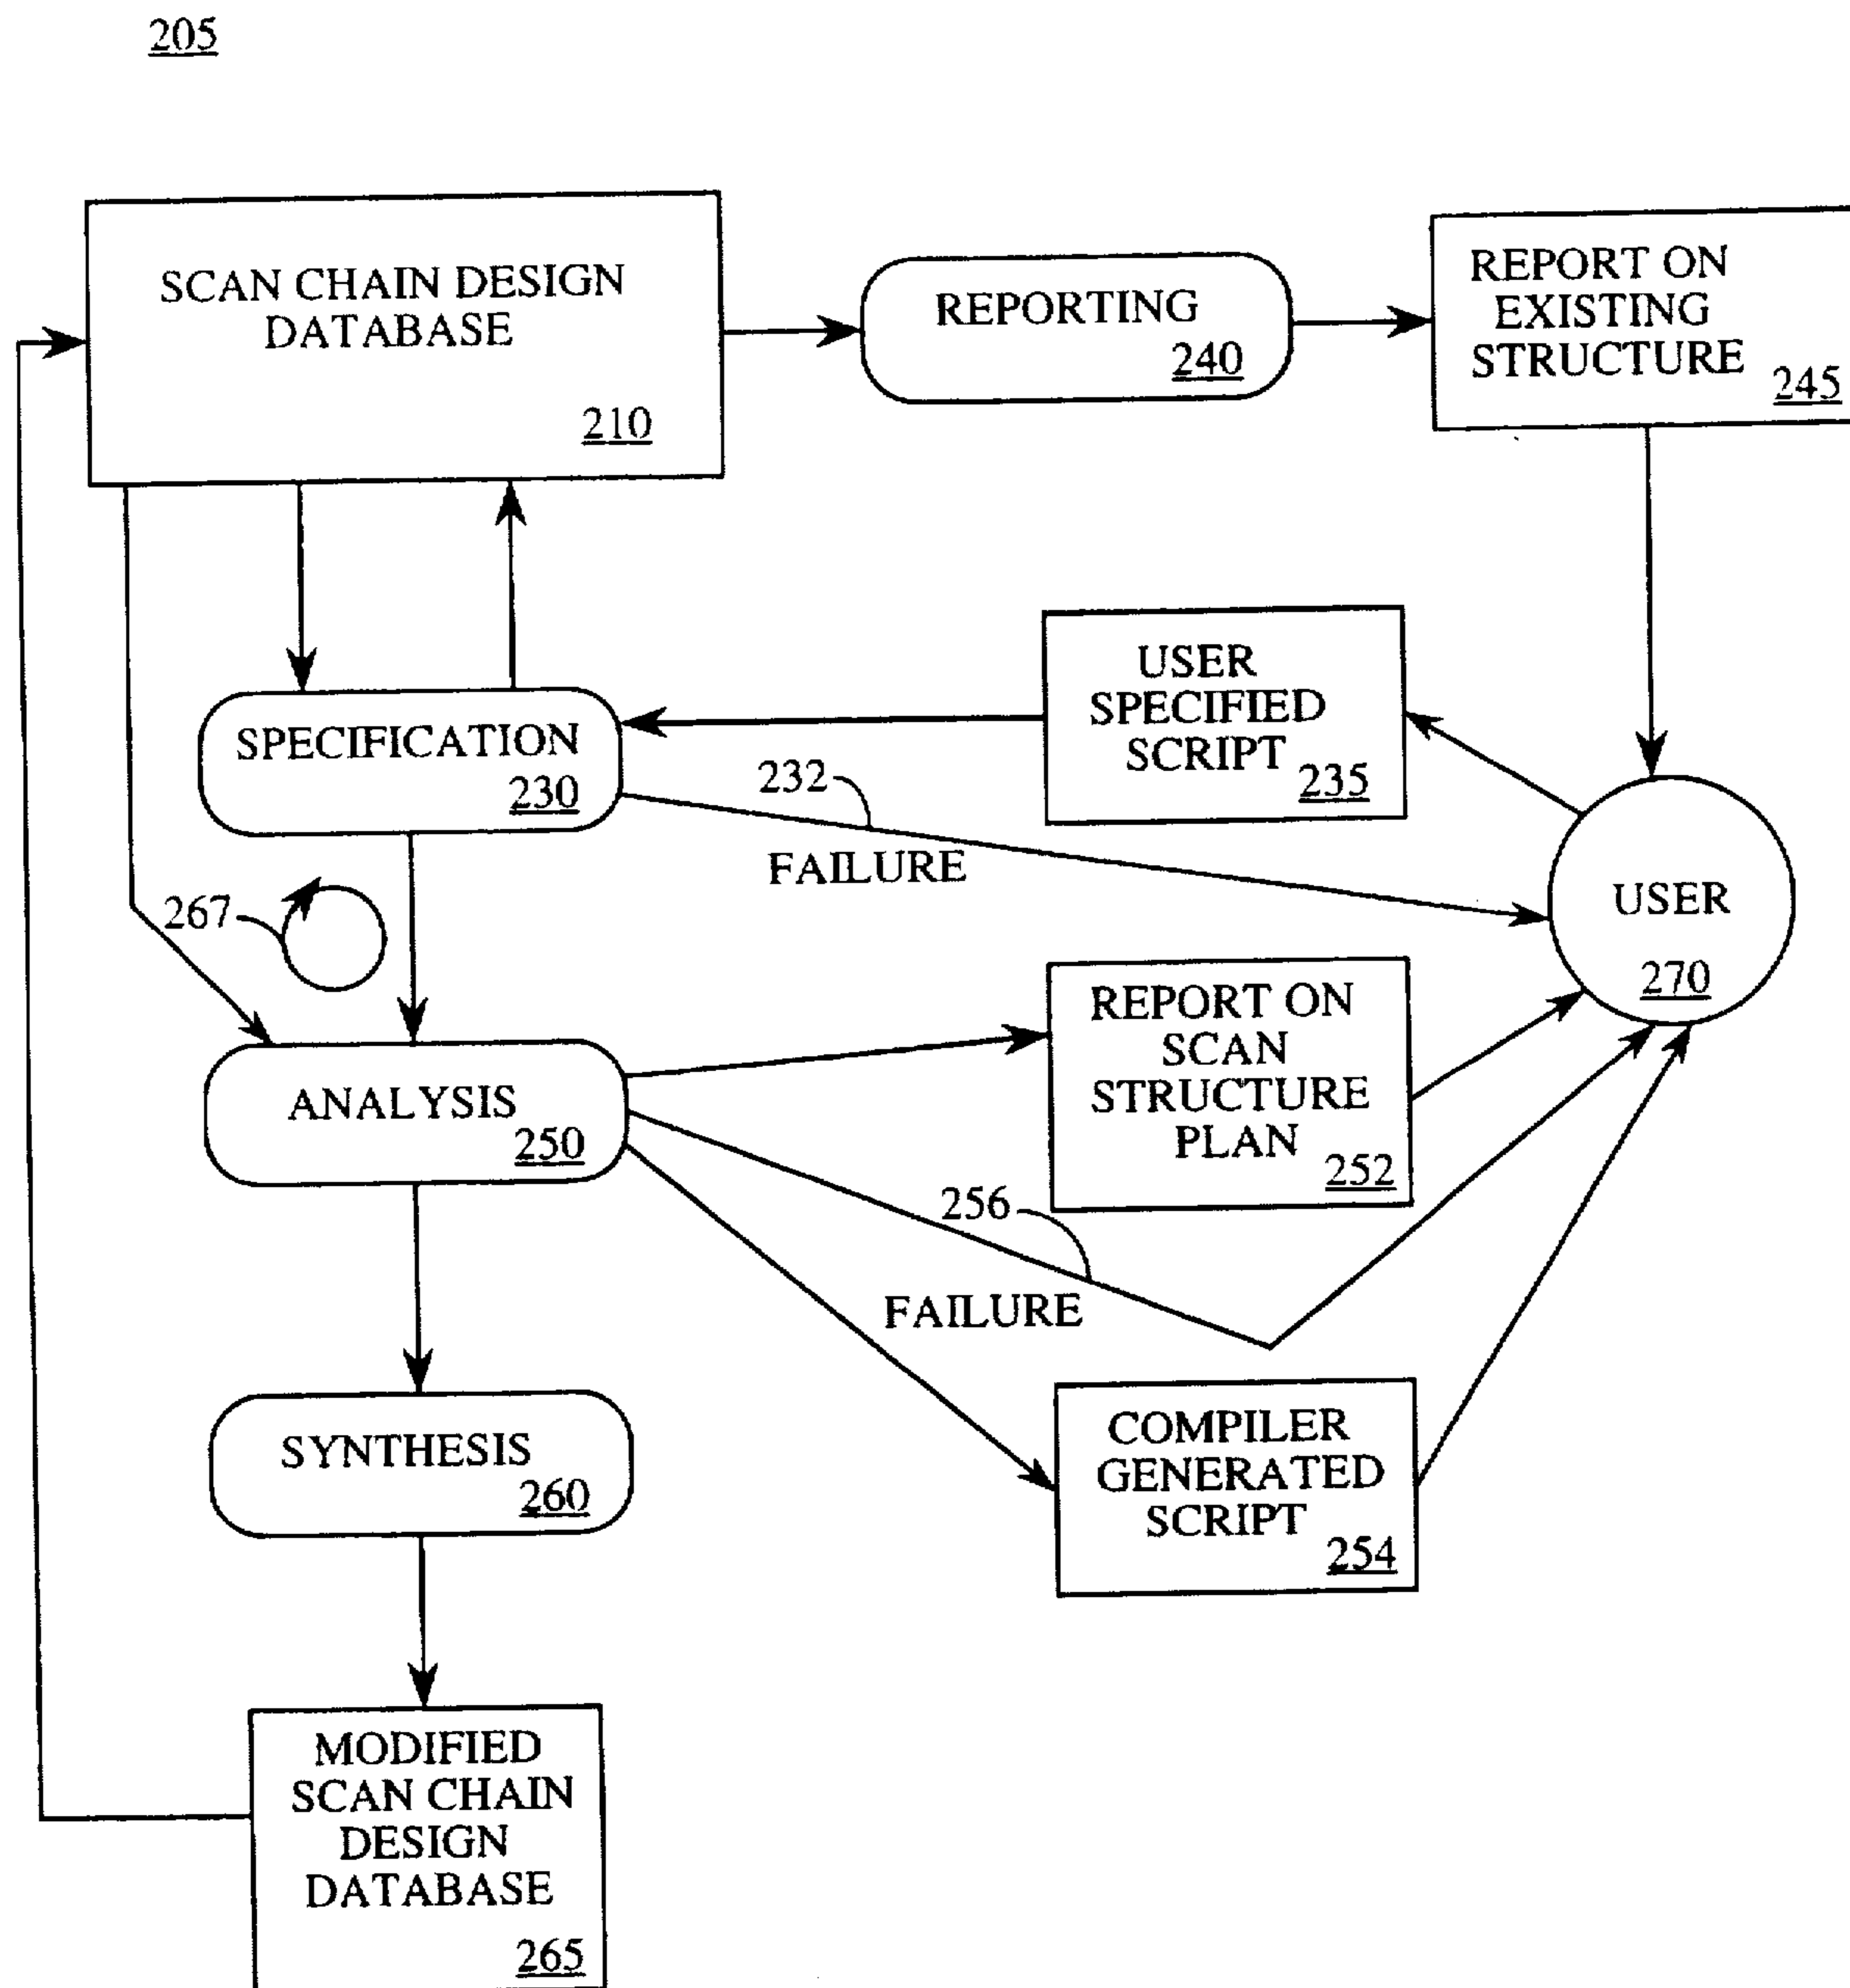 205
SCAN CHAIN DESIGN
DATABASE
210
REPORTING
240
REPORT ON
EXISTING
STRUCTURE
245
USER
SPECIFIED
SCRIPT
235
SPECIFICATION
230
232
FAILURE
USER
270
267
REPORT ON
SCAN
STRUCTURE
PLAN
252
ANALYSIS
250
256
FAILURE
COMPILER
GENERATED
SCRIPT
254
SYNTHESIS
260
MODIFIED
SCAN CHAIN
DESIGN
DATABASE
265